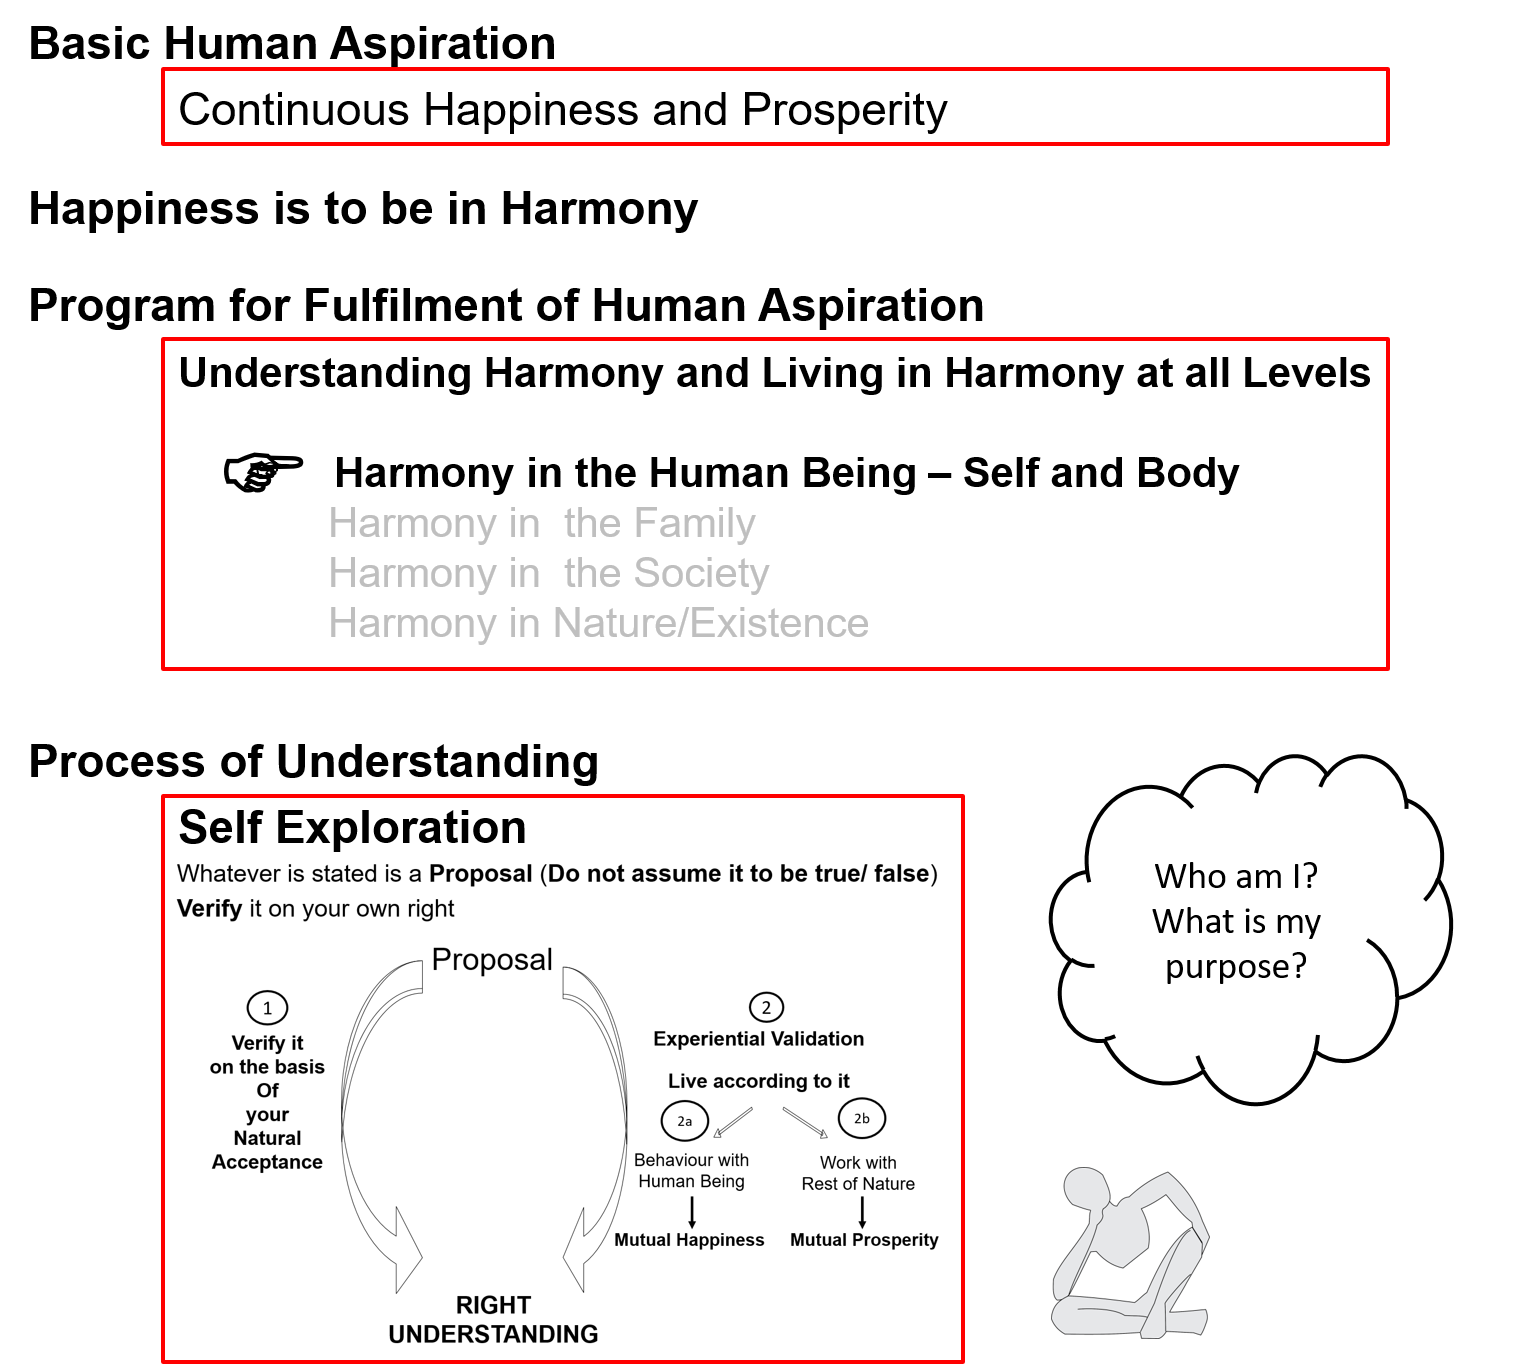 Basic Human Aspiration
Continuous Happiness and Prosperity
Happiness is to be in Harmony
Program for Fulfilment of Human Aspiration
Understanding Harmony and Living in Harmony at all Levels
Harmony in the Human Being – Self and Body
Harmony in  the Family
Harmony in  the Society
Harmony in Nature/Existence
Process of Understanding
Self Exploration
Whatever is stated is a Proposal (Do not assume it to be true/ false)
Verify it on your own right
Proposal
1
Verify it
on the basis
Of
your
Natural
Acceptance
2
Experiential Validation
Live according to it
2a
2b
Behaviour with
Human Being
Work with
Rest of Nature
Mutual Happiness
Mutual Prosperity
RIGHT
UNDERSTANDING
Who am I?
What is my
purpose?